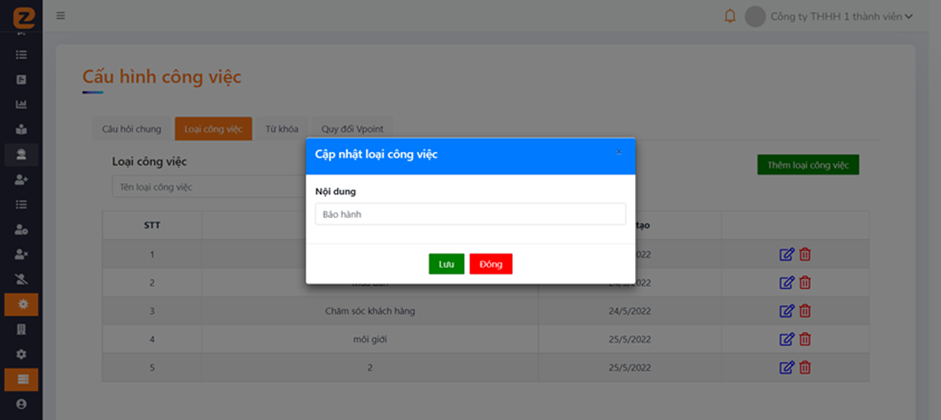 Công ty THHH 1 thành viên
Cấu hình công việc
Câu hỏi chung
Loại công việc
Từ khóa
Quy đổi Vpoint
Cập nhật loại công việc
×
Loại công việc
Thêm loại công việc
Tên loại công việc
Nội dung
Bảo hành
STT
tạo
Lưu
Đóng
1
022
2
3
Chăm sóc khách hàng
24/5/2022
4
môi giới
25/5/2022
5
2
25/5/2022